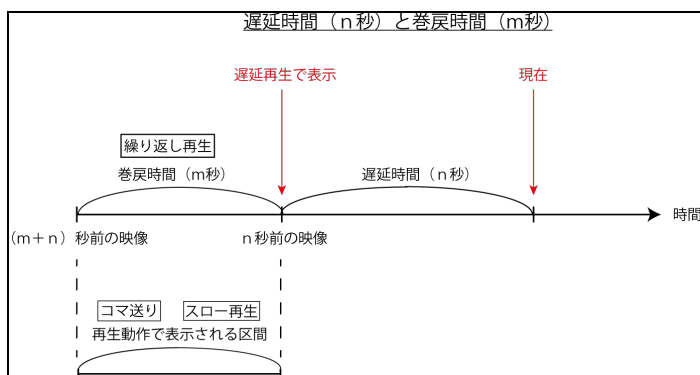 遅延時間（ｎ秒）と巻戻時間（ｍ秒）
遅延再生で表示
現在
繰り返し再生
巻戻時間（ｍ秒）
遅延時間（ｎ秒）
時間
（ｍ＋ｎ）秒前の映像
ｎ秒前の映像
コマ送り
スロー再生
再生動作で表示される区間